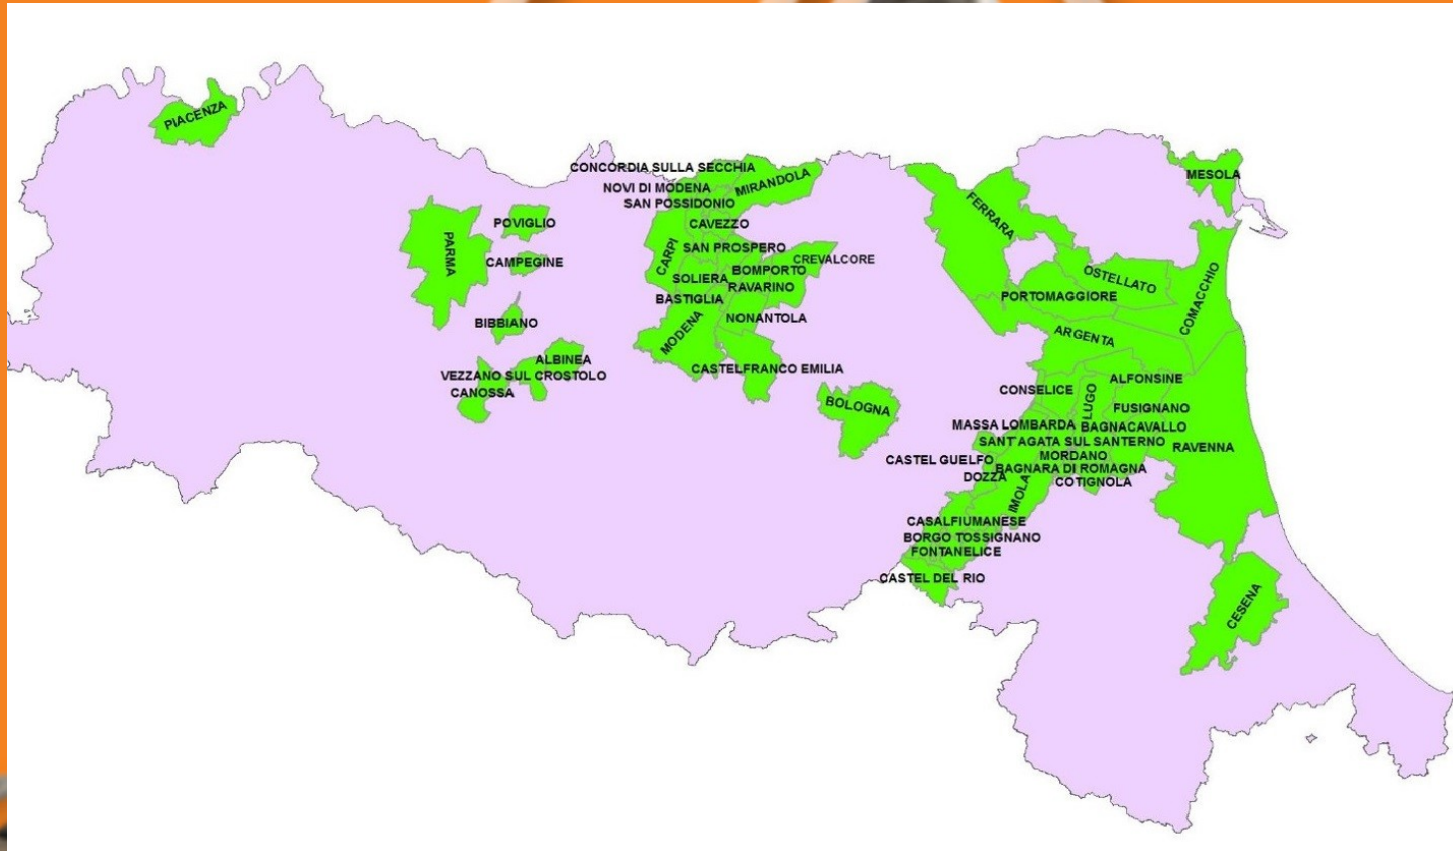 PIACENZA
CONCORDIA SULLA SECCHIA
MIRANDOLA
NOVI DI MODENA
SAN POSSIDONIO
MESOLA
PARMA
POVIGLIO
CAVEZZO
FERRARA
CARPI
SAN PROSPERO
CREVALCORE
CAMPEGINE
SOLIERA
BOMPORTO
RAVARINO
OSTELLATO
COMACCHIO
BASTIGLIA
PORTOMAGGIORE
BIBBIANO
MODENA
NONANTOLA
ARGENTA
ALBINEA
VEZZANO SUL CROSTOLO
CASTELFRANCO EMILIA
CANOSSA
CONSELICE
LUGO
ALFONSINE
BOLOGNA
FUSIGNANO
MASSA LOMBARDA
BAGNACAVALLO
SANT'AGATA SUL SANTERNO
RAVENNA
CASTEL GUELFO
MORDANO
DOZZA
BAGNARA DI ROMAGNA
IMOLA
COTIGNOLA
CASALFIUMANESE
BORGO TOSSIGNANO
FONTANELICE
CASTEL DEL RIO
CESENA